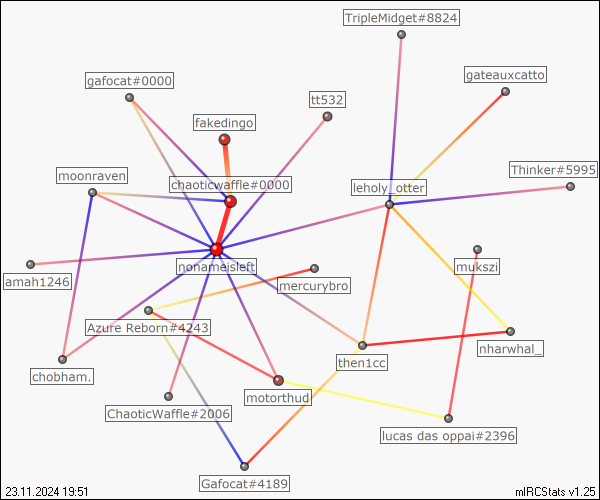 TripleMidget#8824
gateauxcatto
gafocat#0000
tt532
fakedingo
Thinker#5995
moonraven
chaoticwaffle#0000
leholy_otter
nonameisleft
mukszi
amah1246
mercurybro
Azure Reborn#4243
nharwhal_
then1cc
chobham.
motorthud
ChaoticWaffle#2006
lucas das oppai#2396
Gafocat#4189
23.11.2024 19:51
mIRCStats v1.25